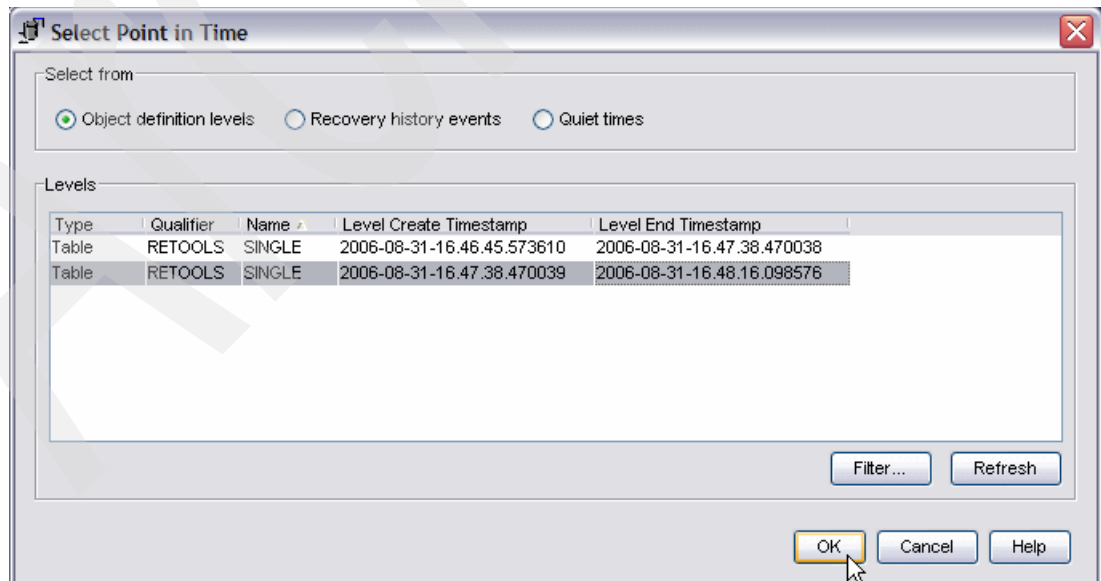 Select Point in Time
Select from
Object definition levels Recovery history events Quiet times
Levels
Type Qualifier Name Level Create Timestamp Level End Timestamp
Table RETOOLS SINGLE 2006-08-31-16.46.45.573610 2006-08-31-16.47.38.470038
Table RETOOLS SINGLE 2006-08-31-16.47.38.470039 2006-08-31-16.48.16.098576
Filter... Refresh
OK Cancel Help